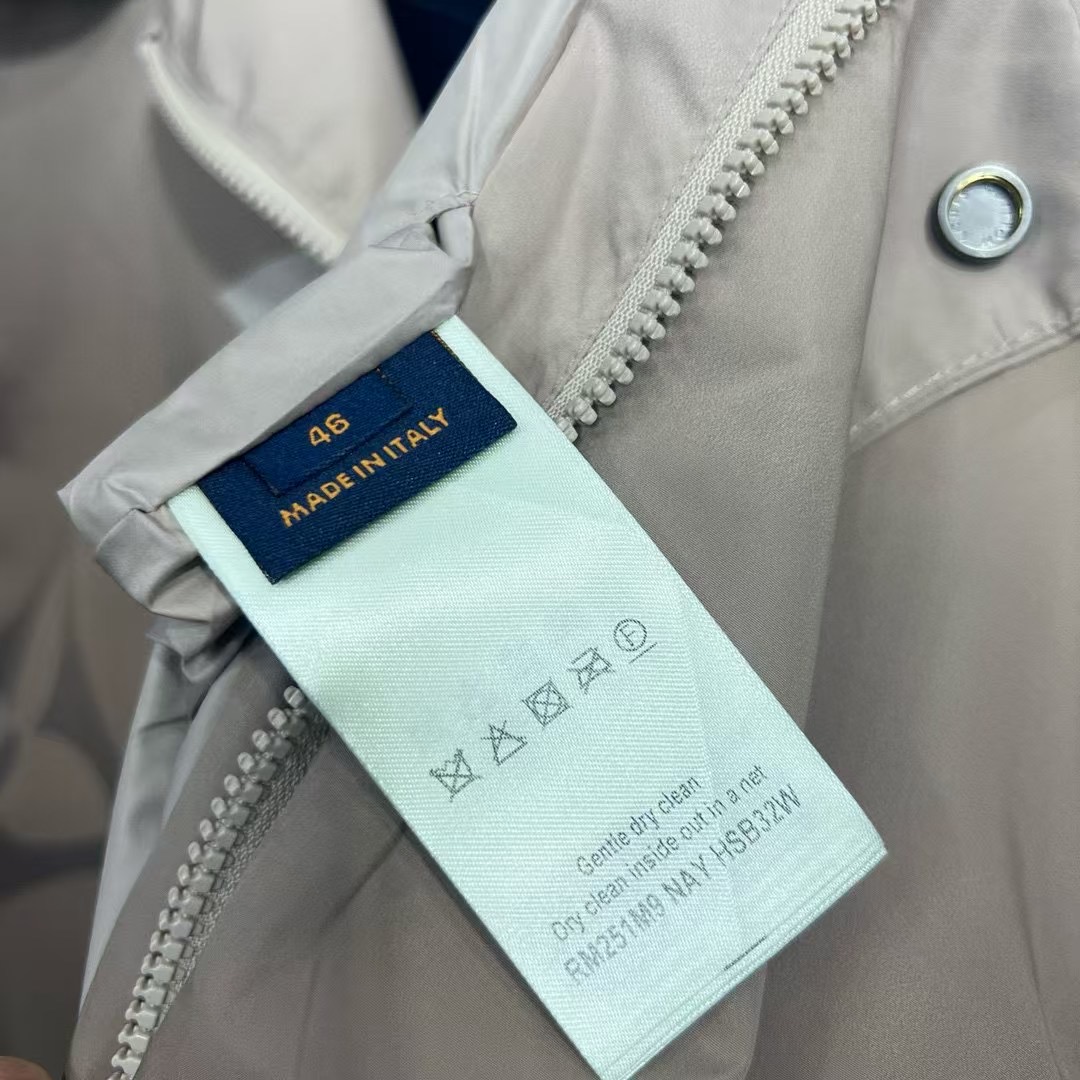 46
MADE IN ITALY
F
Gentle dry clean
Dry clean inside out in a net
RM251M9 NAY HSB32W